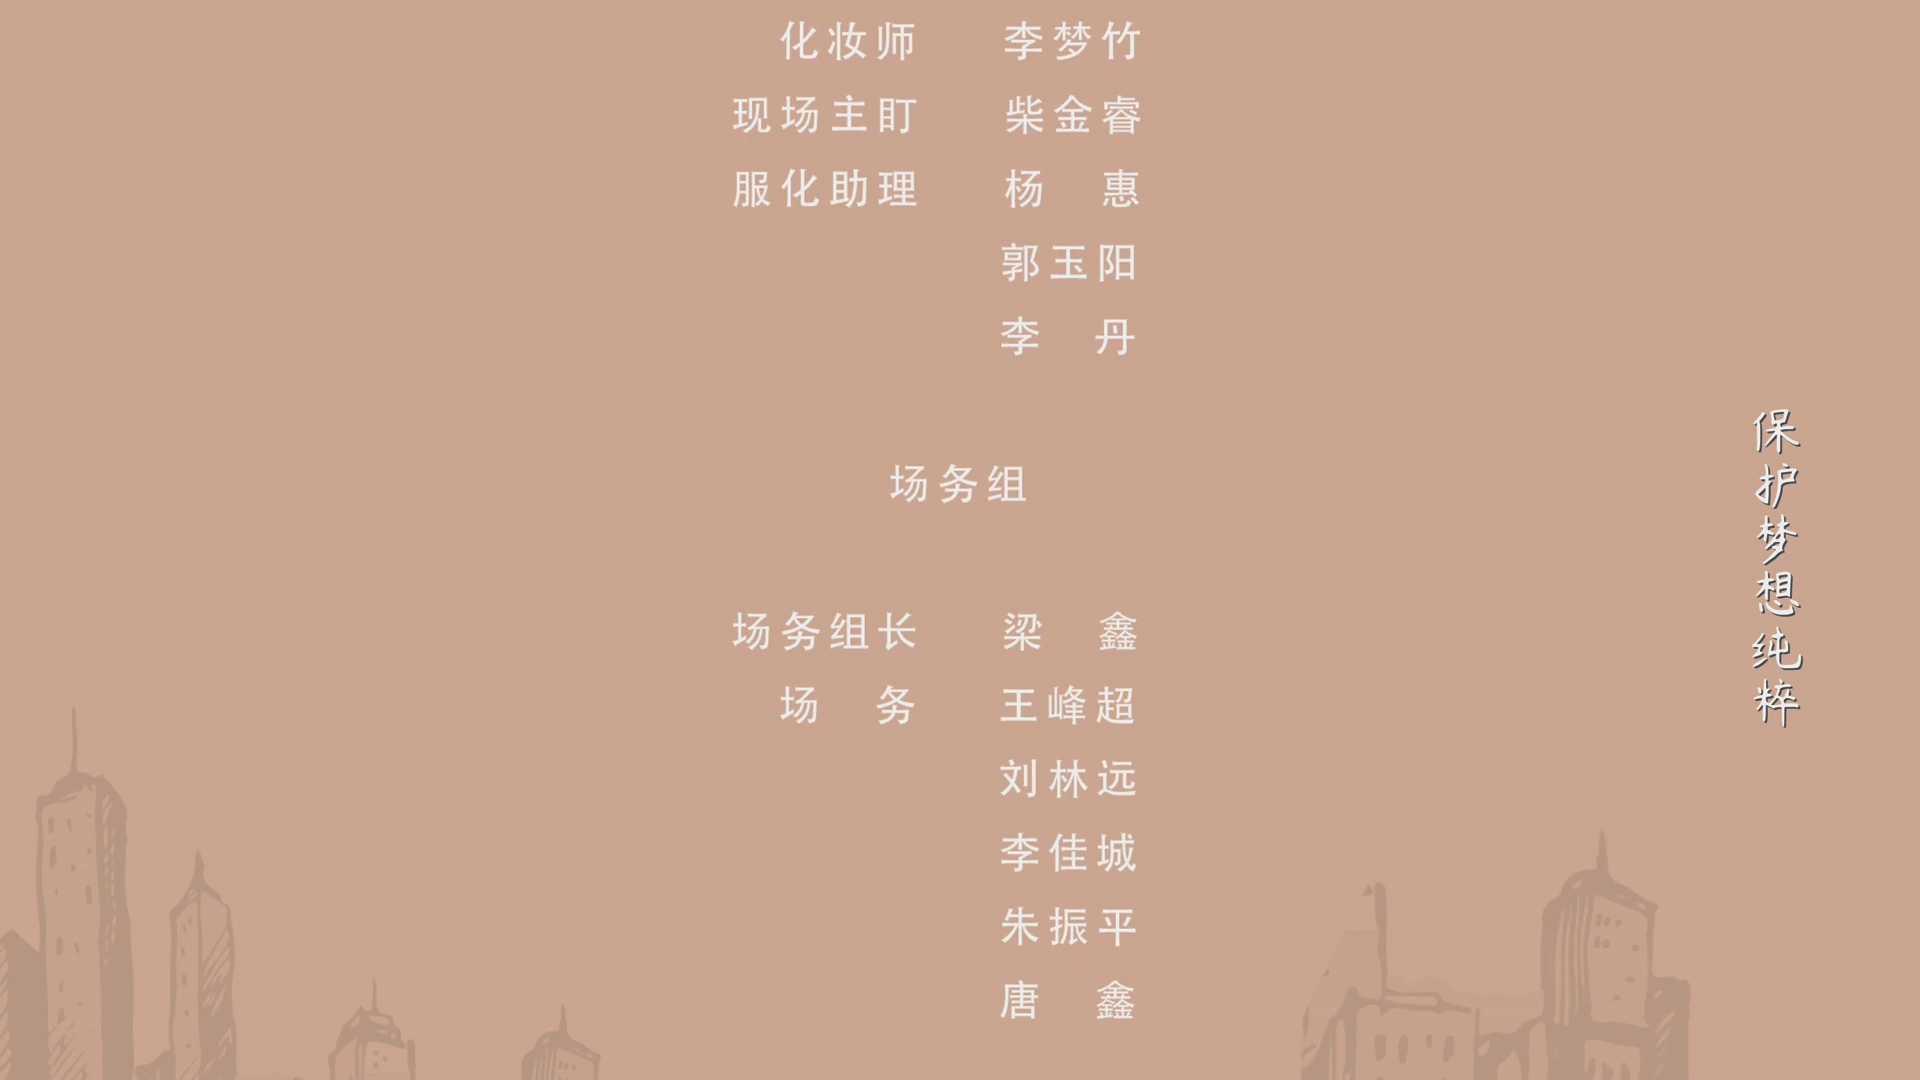 化妆师 李梦竹
现场主盯 柴金睿
服化助理 杨 惠
郭玉阳
李 丹
场务组
场务组长 梁 鑫
场 务 王峰超
刘林远
李佳城
朱振平
唐 鑫
保护梦想纯粹